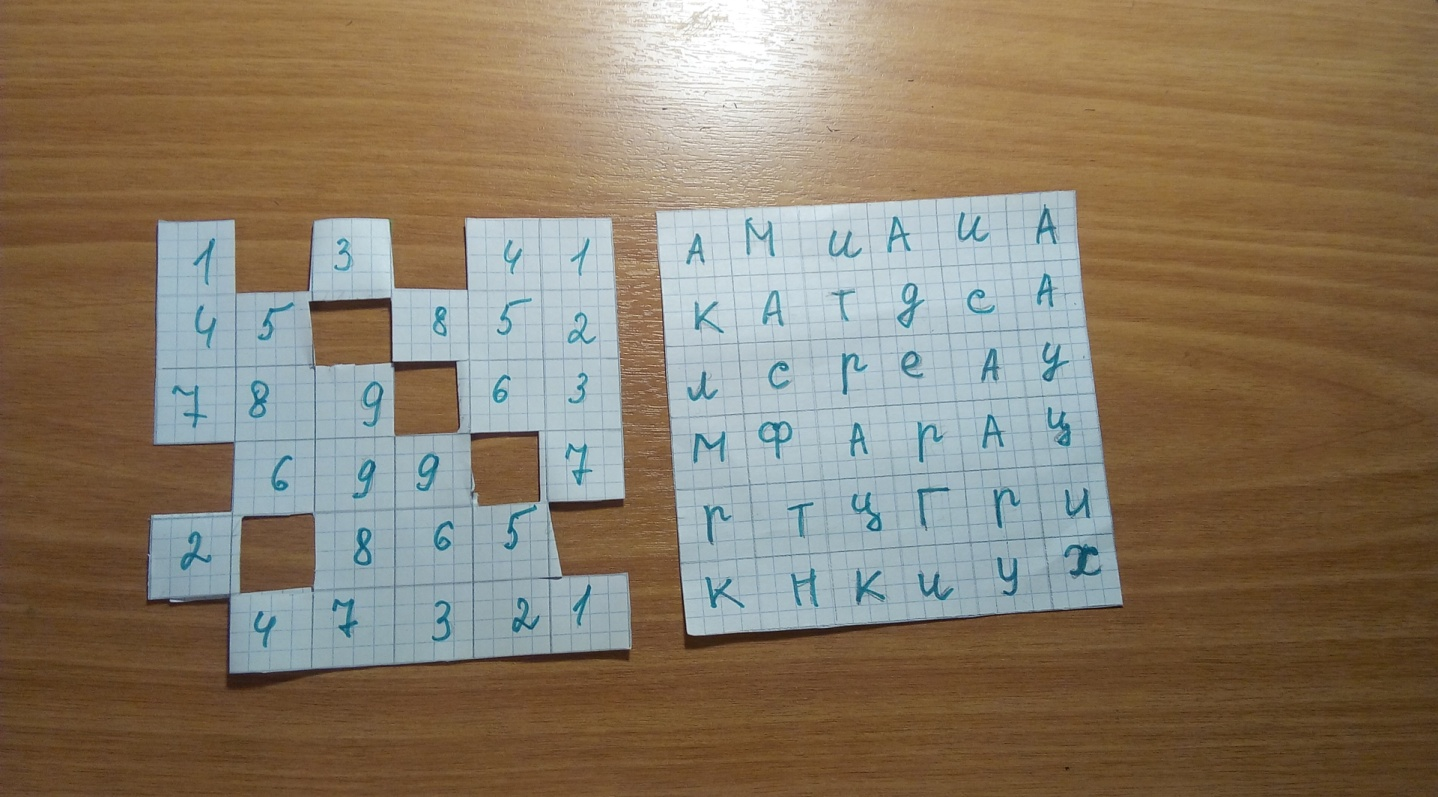 1 3 4 1
4 5 8 5 2
7 8 9 6 3
6 9 9 7
2 8 6 5
4 7 3 2 1
А М И А И А
К А Т д с А
л с р е А у
М Ф А р А ц
р Т ц Г р и
К Н К и у х